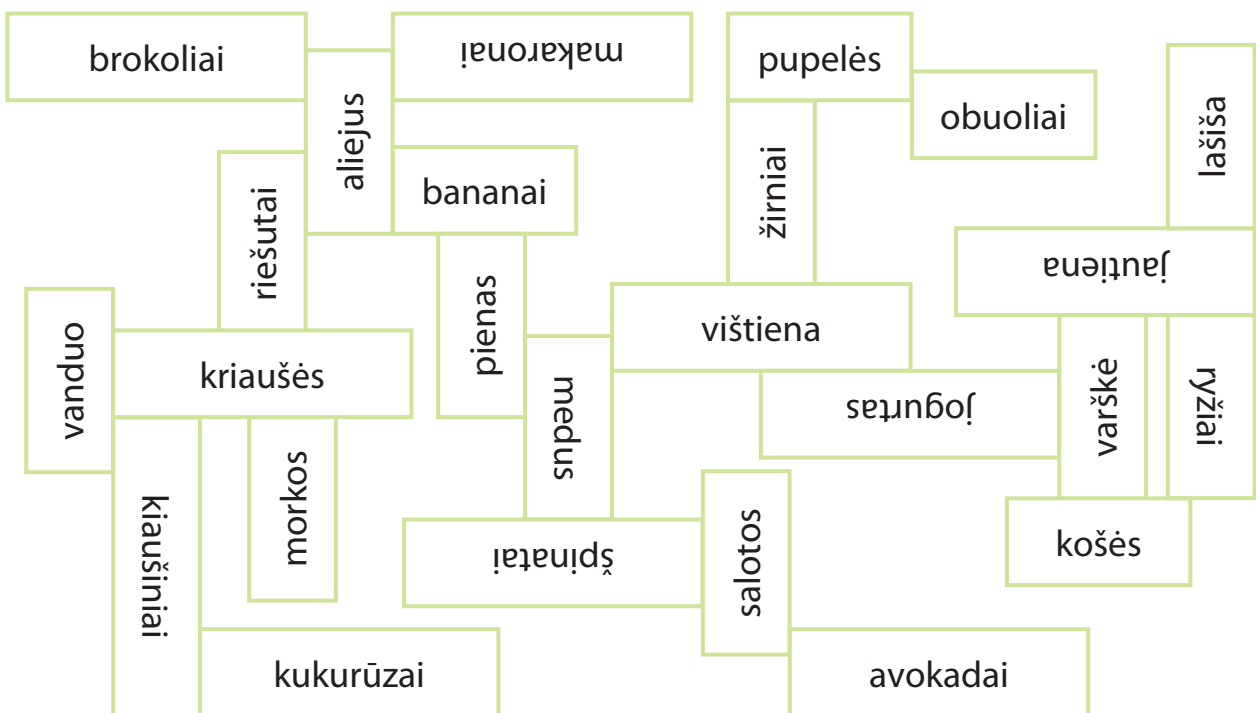 brokoliai
makaronai
pupelės
obuoliai
aliejus
lašiša
bananai
žirniai
riešutai
jautiena
pienas
vištiena
vanduo
kriaušės
medus
jogurtas
varškė
ryžiai
morkos
kiaušiniai
špinatai
salotos
košės
kukurūzai
avokadai